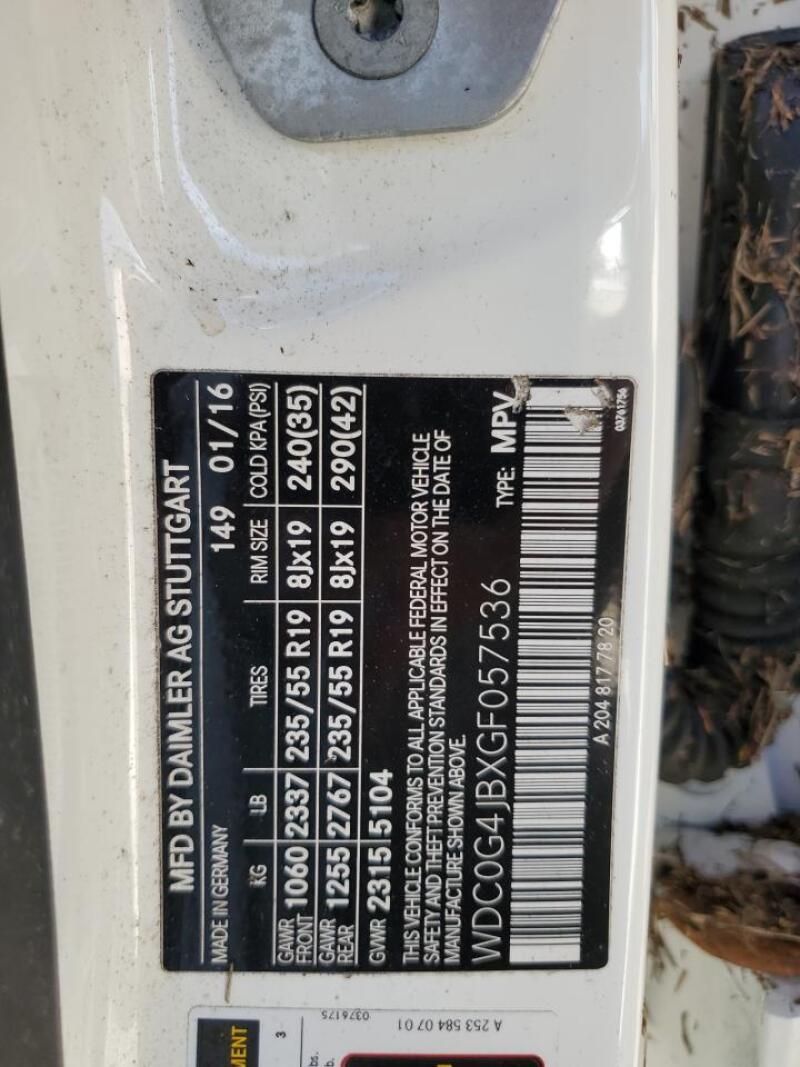 MFD BY DAIMLER AG STUTTGART
MADE IN GERMANY 149 01/16
KG LB TIRES RIM SIZE COLD KPA(PSI)
GAWR FRONT 1060 2337 235/55 R19 8Jx19 240(35)
GAWR REAR 1255 2767 235/55 R19 8Jx19 290(42)
GVWR 2315 5104
THIS VEHICLE CONFORMS TO ALL APPLICABLE FEDERAL MOTOR VEHICLE
SAFETY AND THEFT PREVENTION STANDARDS IN EFFECT ON THE DATE OF
MANUFACTURE SHOWN ABOVE.
WDC0G4JBXGF057536 TYPE: MPV
A 204 817 78 20 03761756
A 253 584 07 01 0376175
MENT
3
bs.